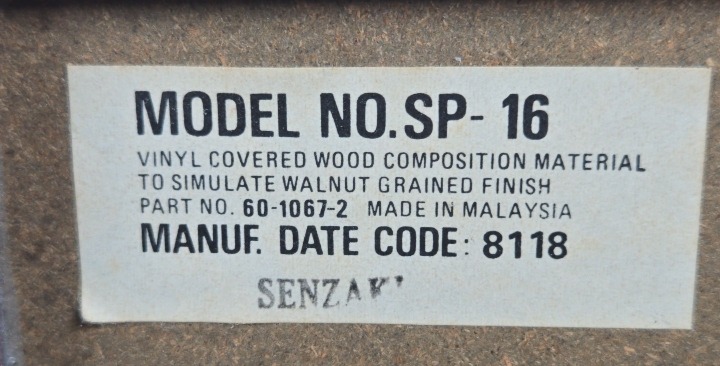 MODEL NO. SP- 16
VINYL COVERED WOOD COMPOSITION MATERIAL
TO SIMULATE WALNUT GRAINED FINISH
PART NO. 60-1067-2 MADE IN MALAYSIA
MANUF. DATE CODE: 8118